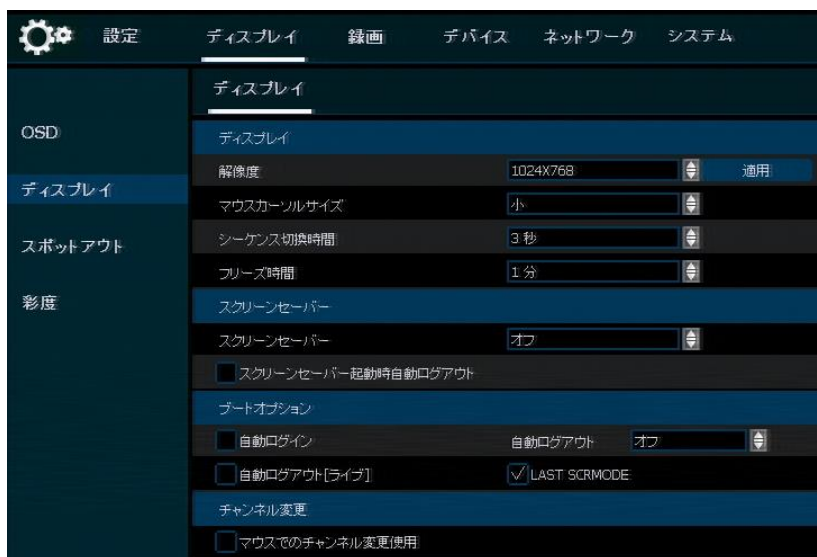 設定 ディスプレイ 録画 デバイス ネットワーク システム
ディスプレイ
OSD
ディスプレイ
スポットアウト
彩度
ディスプレイ
解像度 1024X768 適用
マウスカーソルサイズ 小
シーケンス切換時間 3 秒
フリーズ時間 1 分
スクリーンセーバー
スクリーンセーバー オフ
スクリーンセーバー起動時自動ログアウト
ブートオプション
自動ログイン 自動ログアウト オフ
自動ログアウト[ライブ] LAST SCRMODE
チャンネル変更
マウスでのチャンネル変更使用